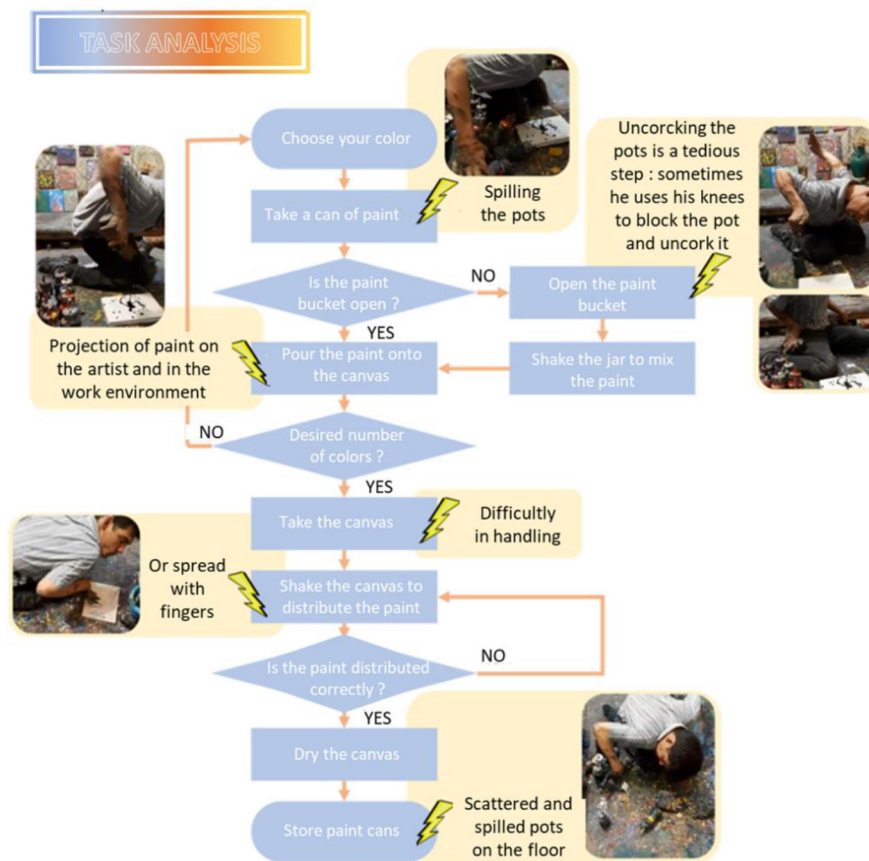 TASK ANALYSIS
Choose your color
Take a can of paint
Spilling
the pots
Uncorcking the
pots is a tedious
step : sometimes
he uses his knees
to block the pot
and uncork it
Is the paint
bucket open ?
NO
Open the paint
bucket
YES
Shake the jar to mix
the paint
Pour the paint onto
the canvas
Projection of paint on
the artist and in the
work environment
Desired number
of colors ?
NO
YES
Take the canvas
Difficultly
in handling
Or spread
with
fingers
Shake the canvas to
distribute the paint
Is the paint distributed
correctly ?
NO
YES
Dry the canvas
Store paint cans
Scattered and
spilled pots
on the floor